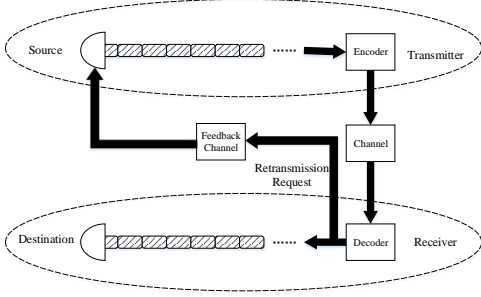 Source
Encoder
Transmitter
Feedback
Channel
Channel
Retransmission
Request
Destination
Decoder
Receiver